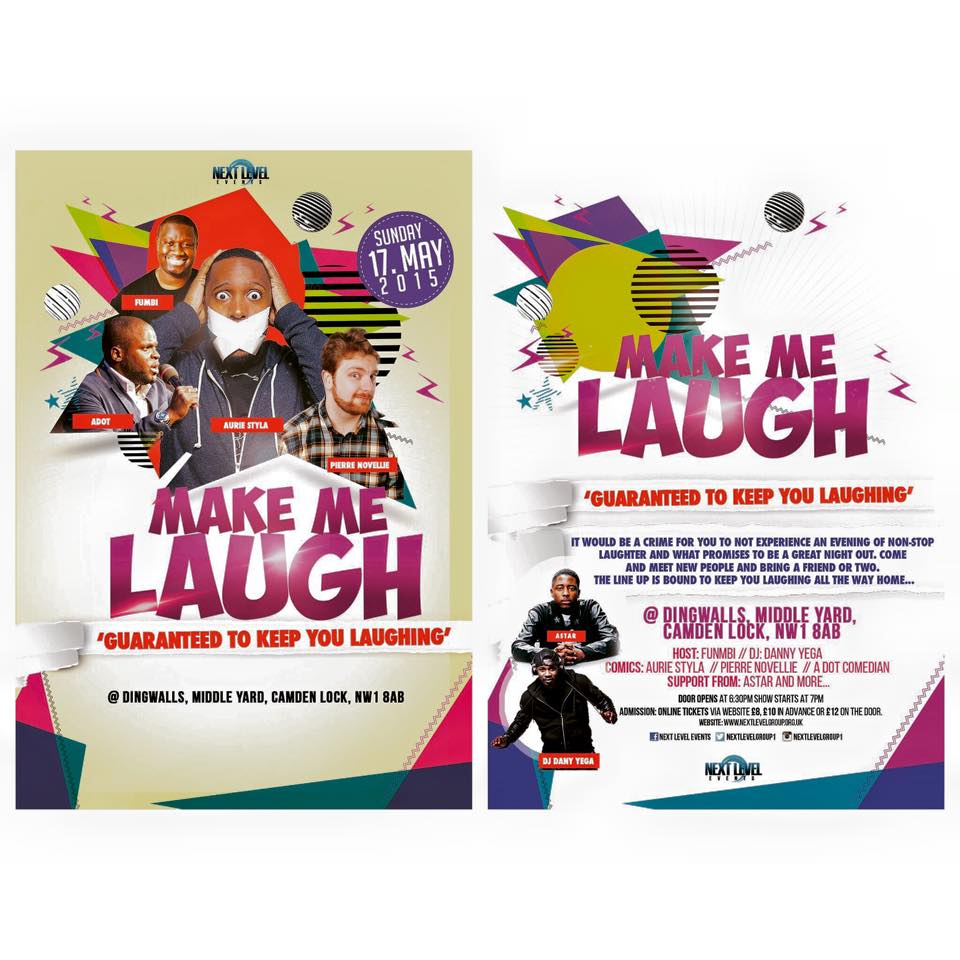 NEXT LEVEL
EVENTS
SUNDAY
17. MAY
2015
FUMBI
ADOT
AURIE STYLA
PIERRE NOVELLIE
MAKE ME
LAUGH
'GUARANTEED TO KEEP YOU LAUGHING'
@ DINGWALLS, MIDDLE YARD, CAMDEN LOCK, NW1 8AB
MAKE ME
LAUGH
'GUARANTEED TO KEEP YOU LAUGHING'
IT WOULD BE A CRIME FOR YOU TO NOT EXPERIENCE AN EVENING OF NON-STOP
LAUGHTER AND WHAT PROMISES TO BE A GREAT NIGHT OUT. COME
AND MEET NEW PEOPLE AND BRING A FRIEND OR TWO.
THE LINE UP IS BOUND TO KEEP YOU LAUGHING ALL THE WAY HOME...
ASTAR
@ DINGWALLS, MIDDLE YARD,
CAMDEN LOCK, NW1 8AB
HOST: FUNMBI // DJ: DANNY YEGA
COMICS: AURIE STYLA // PIERRE NOVELLIE // A DOT COMEDIAN
SUPPORT FROM: ASTAR AND MORE...
DOOR OPENS AT 6:30PM SHOW STARTS AT 7PM
ADMISSION: ONLINE TICKETS VIA WEBSITE £8, £10 IN ADVANCE OR £12 ON THE DOOR.
WEBSITE: WWW.NEXTLEVELGROUP.ORG.UK
NEXT LEVEL EVENTS NEXTLEVELGROUP1 NEXTLEVELGROUP1
DJ DANY YEGA
NEXT LEVEL
EVENTS